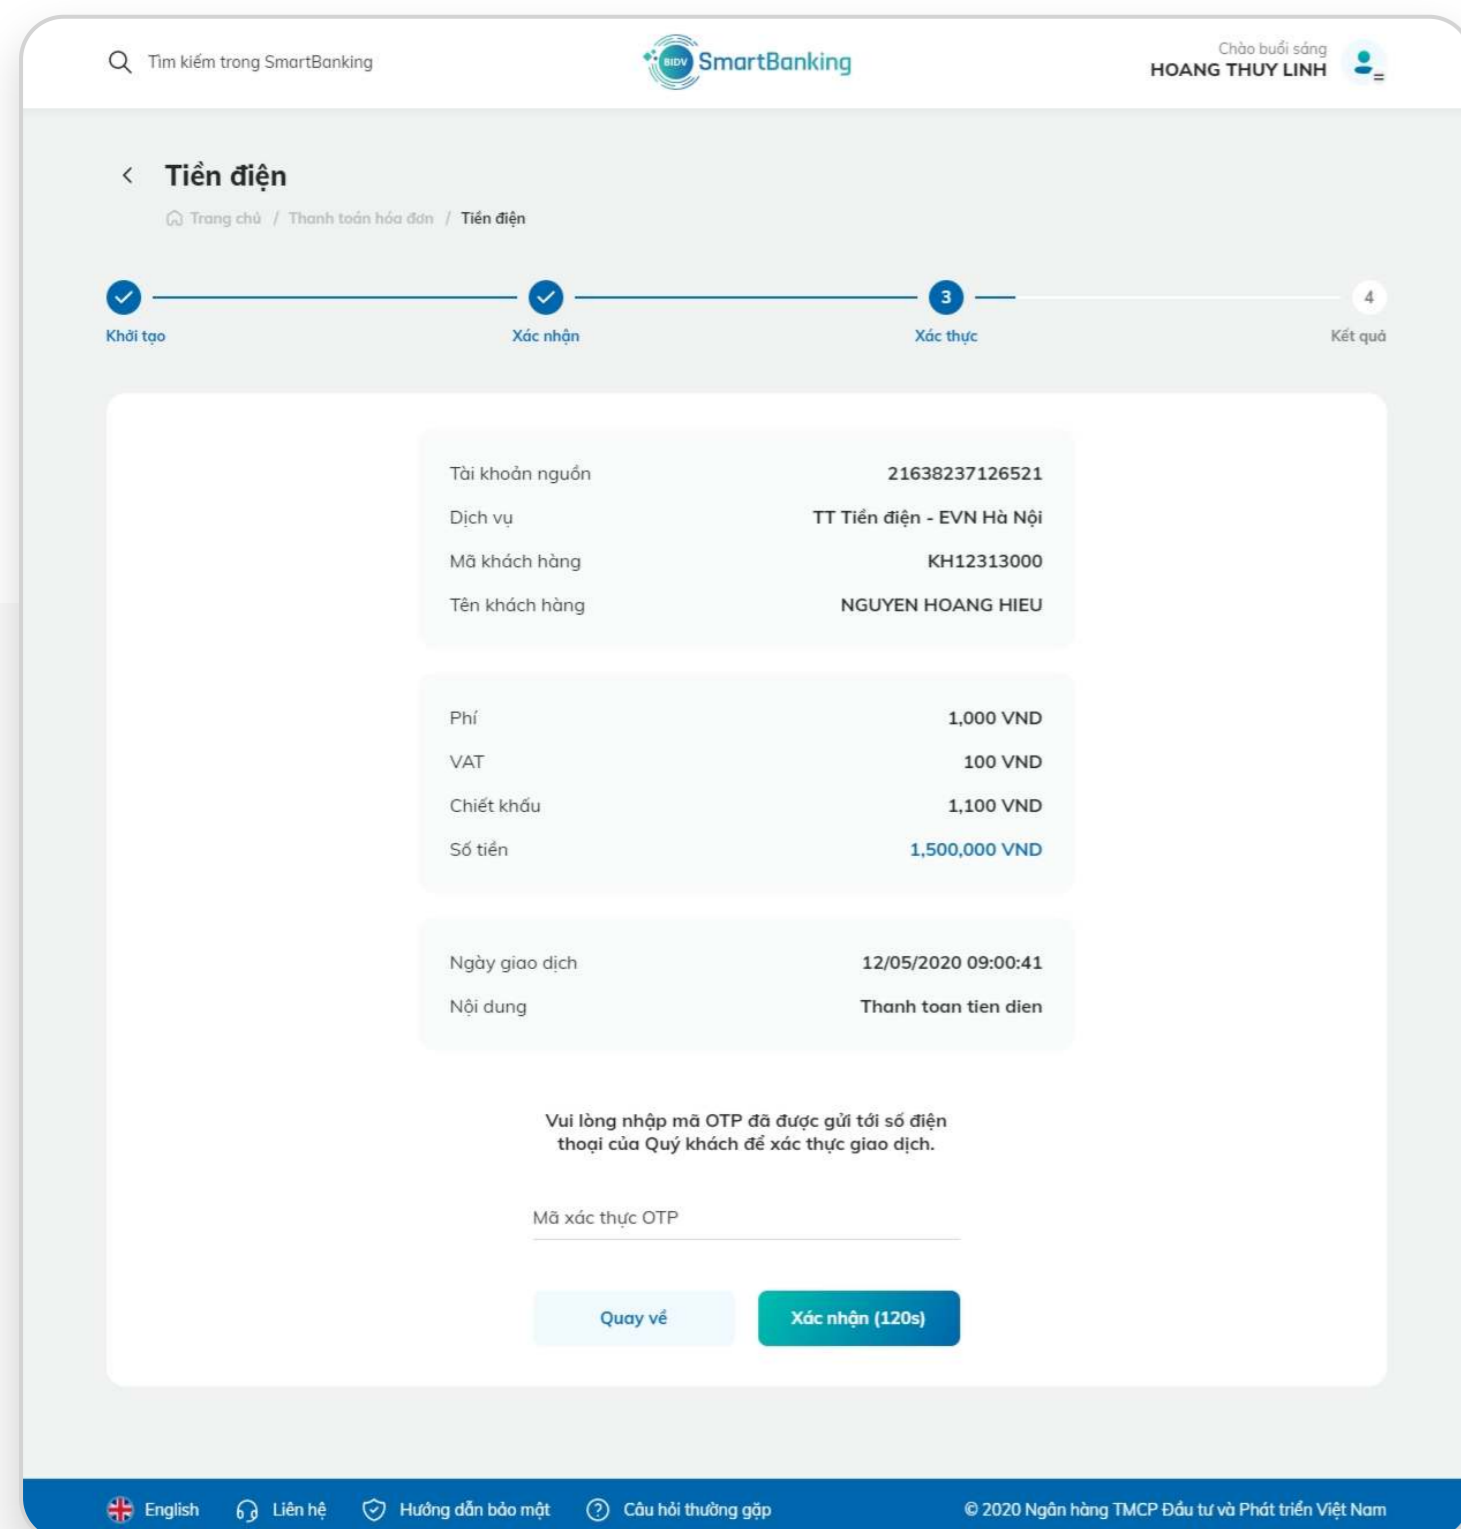 Tìm kiếm trong SmartBanking
BIDV SmartBanking
Chào buổi sáng
HOANG THUY LINH
Tiền điện
Trang chủ / Thanh toán hóa đơn / Tiền điện
3
4
Khởi tạo
Xác nhận
Xác thực
Kết quả
Tài khoản nguồn 21638237126521
Dịch vụ TT Tiền điện - EVN Hà Nội
Mã khách hàng KH12313000
Tên khách hàng NGUYEN HOANG HIEU
Phí 1,000 VND
VAT 100 VND
Chiết khấu 1,100 VND
Số tiền 1,500,000 VND
Ngày giao dịch 12/05/2020 09:00:41
Nội dung Thanh toan tien dien
Vui lòng nhập mã OTP đã được gửi tới số điện
thoại của Quý khách để xác thực giao dịch.
Mã xác thực OTP
Quay về
Xác nhận (120s)
English Liên hệ Hướng dẫn bảo mật Câu hỏi thường gặp © 2020 Ngân hàng TMCP Đầu tư và Phát triển Việt Nam